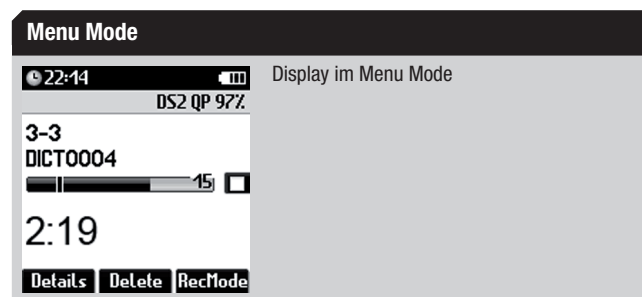 Menu Mode
22:14
DS2 QP 97%
3-3
DICT0004
15
2:19
Details Delete RecMode
Display im Menu Mode